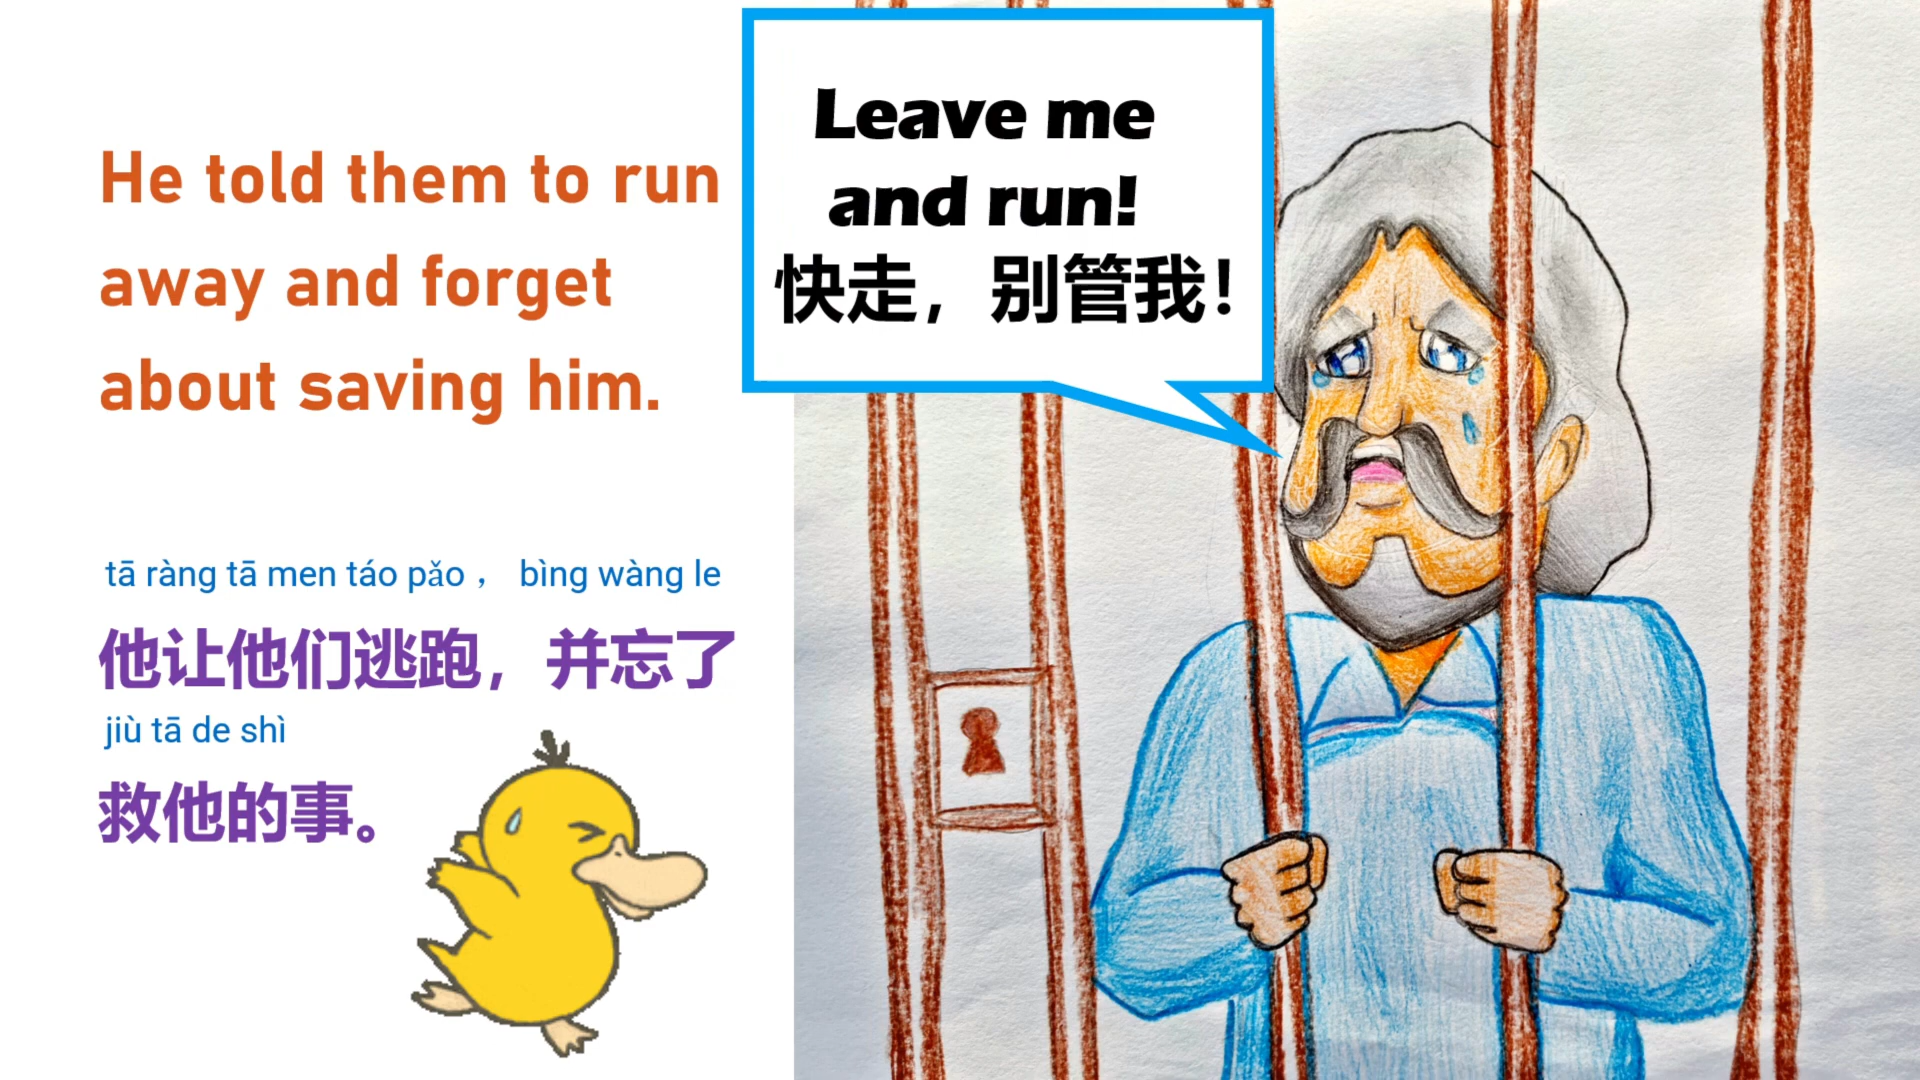 He told them to run
away and forget
about saving him.
tā ràng tā men táo pǎo， bìng wàng le
他让他们逃跑，并忘了
jiù tā de shì
救他的事。
Leave me
and run!
快走，别管我！